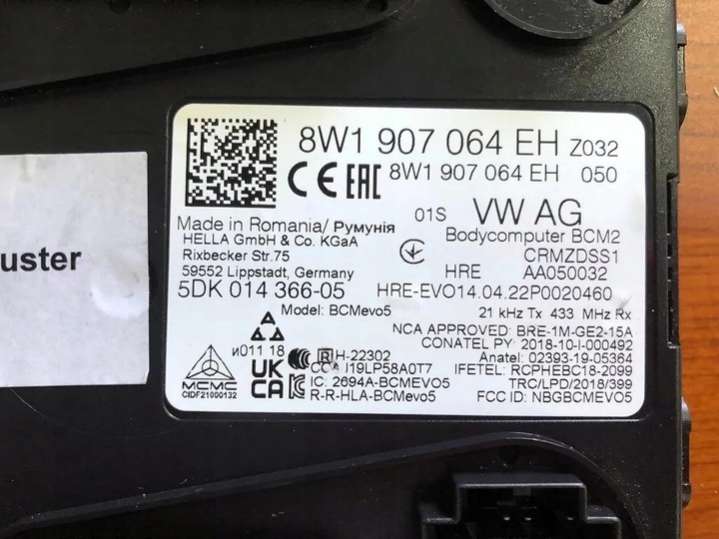 uster
8W1 907 064 EH Z032
8W1 907 064 EH 050
CE EAC
01S VW AG
Made in Romania/ Румунія
HELLA GmbH & Co. KGaA
Rixbecker Str.75
59552 Lippstadt, Germany
Bodycomputer BCM2
CRMZDSS1
HRE AA050032
5DK 014 366-05 HRE-EVO14.04.22P0020460
Model: BCMevo5
21 kHz Tx 433 MHz Rx
NCA APPROVED: BRE-1M-GE2-15A
CONATEL PY: 2018-10-I-000492
Anatel: 02393-19-05364
IFETEL: RCPHEBC18-2099
TRC/LPD/2018/399
FCC ID: NBGBCMEVO5
и011 18
R H-22302
J19LP58A0T7
IC: 2694A-BCMEVO5
R-R-HLA-BCMevo5
UK
CA
MCMC
CIDF21000132